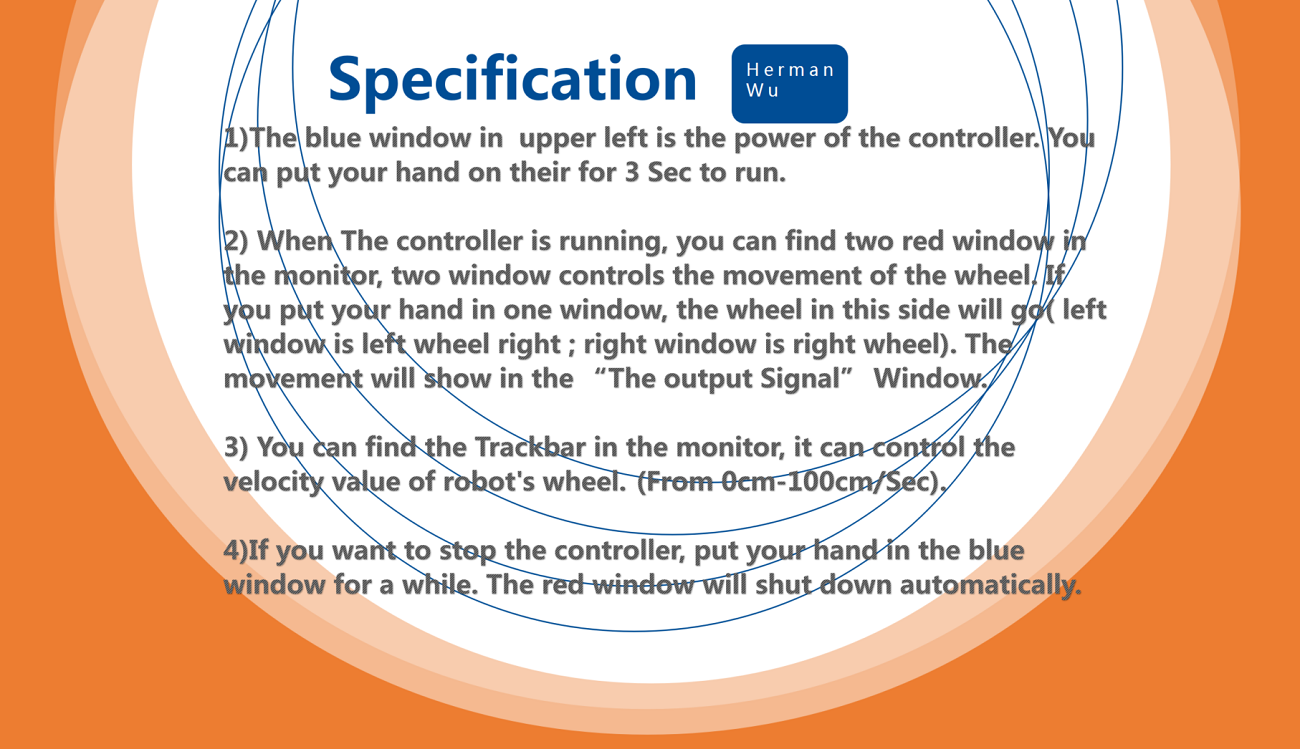 Specification
Herman
Wu
1)The blue window in  upper left is the power of the controller. You
can put your hand on their for 3 Sec to run.
2) When The controller is running, you can find two red window in
the monitor, two window controls the movement of the wheel. If
you put your hand in one window, the wheel in this side will go( left
window is left wheel right ; right window is right wheel). The
movement will show in the  “The output Signal”  Window.
3) You can find the Trackbar in the monitor, it can control the
velocity value of robot's wheel. (From 0cm-100cm/Sec).
4)If you want to stop the controller, put your hand in the blue
window for a while. The red window will shut down automatically.